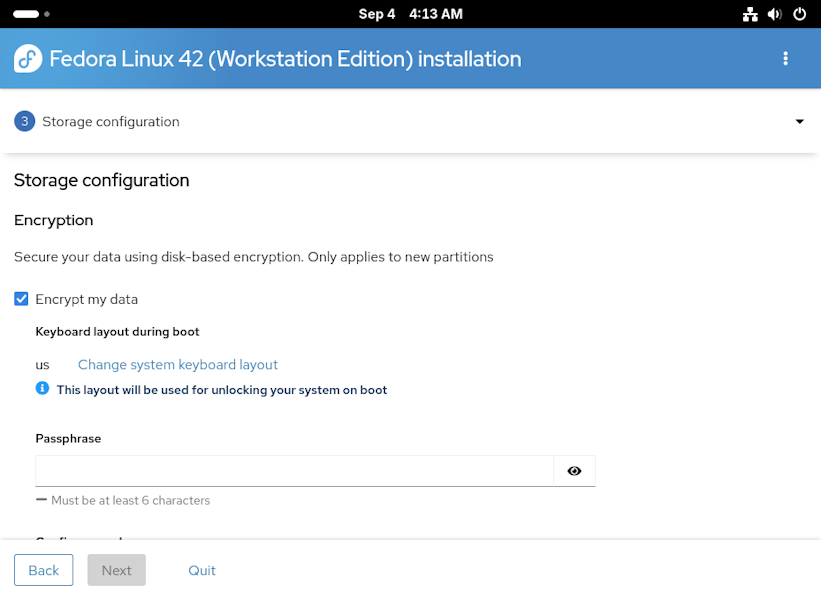 Sep 4 4:13 AM
Fedora Linux 42 (Workstation Edition) installation
3 Storage configuration
Storage configuration
Encryption
Secure your data using disk-based encryption. Only applies to new partitions
Encrypt my data
Keyboard layout during boot
us Change system keyboard layout
This layout will be used for unlocking your system on boot
Passphrase
Must be at least 6 characters
Back Next Quit